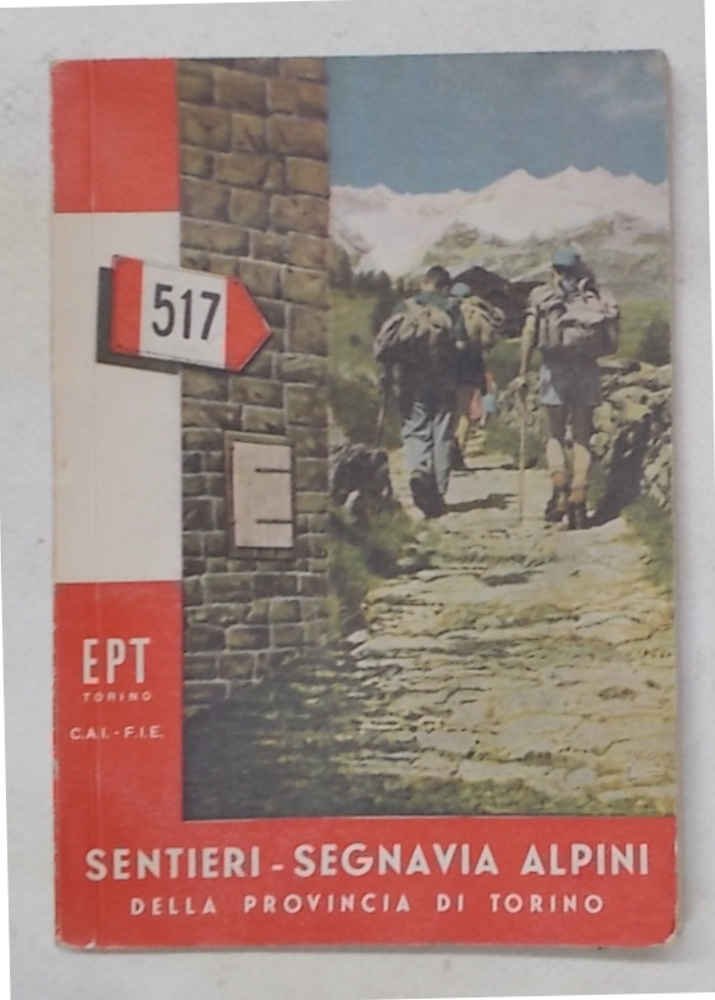 517
EPT
TORINO
C.A.I. - F.I.E.
SENTIERI - SEGNAVIA ALPINI
DELLA PROVINCIA DI TORINO